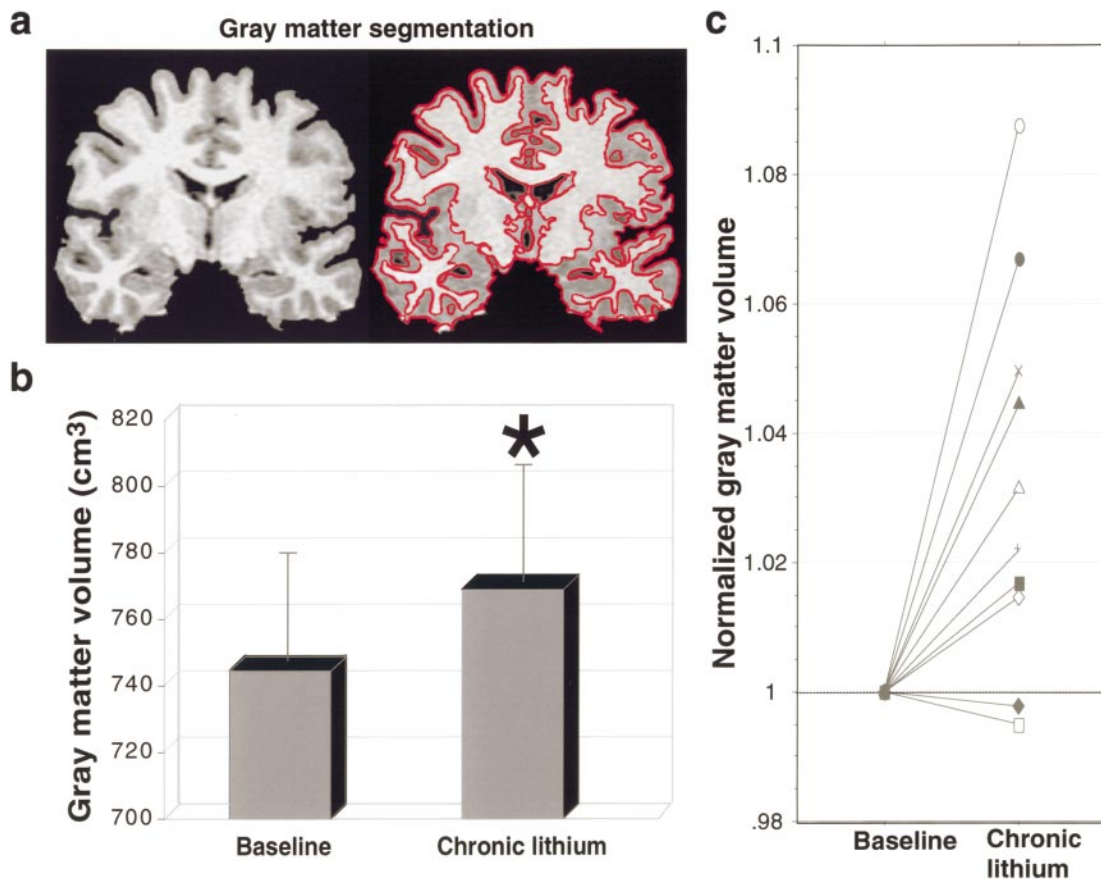 a
Gray matter segmentation
b
Gray matter volume (cm3)
820
800
780
760
740
720
700
*
Baseline
Chronic lithium
c
Normalized gray matter volume
1.1
1.08
1.06
1.04
1.02
1
.98
Baseline
Chronic
lithium